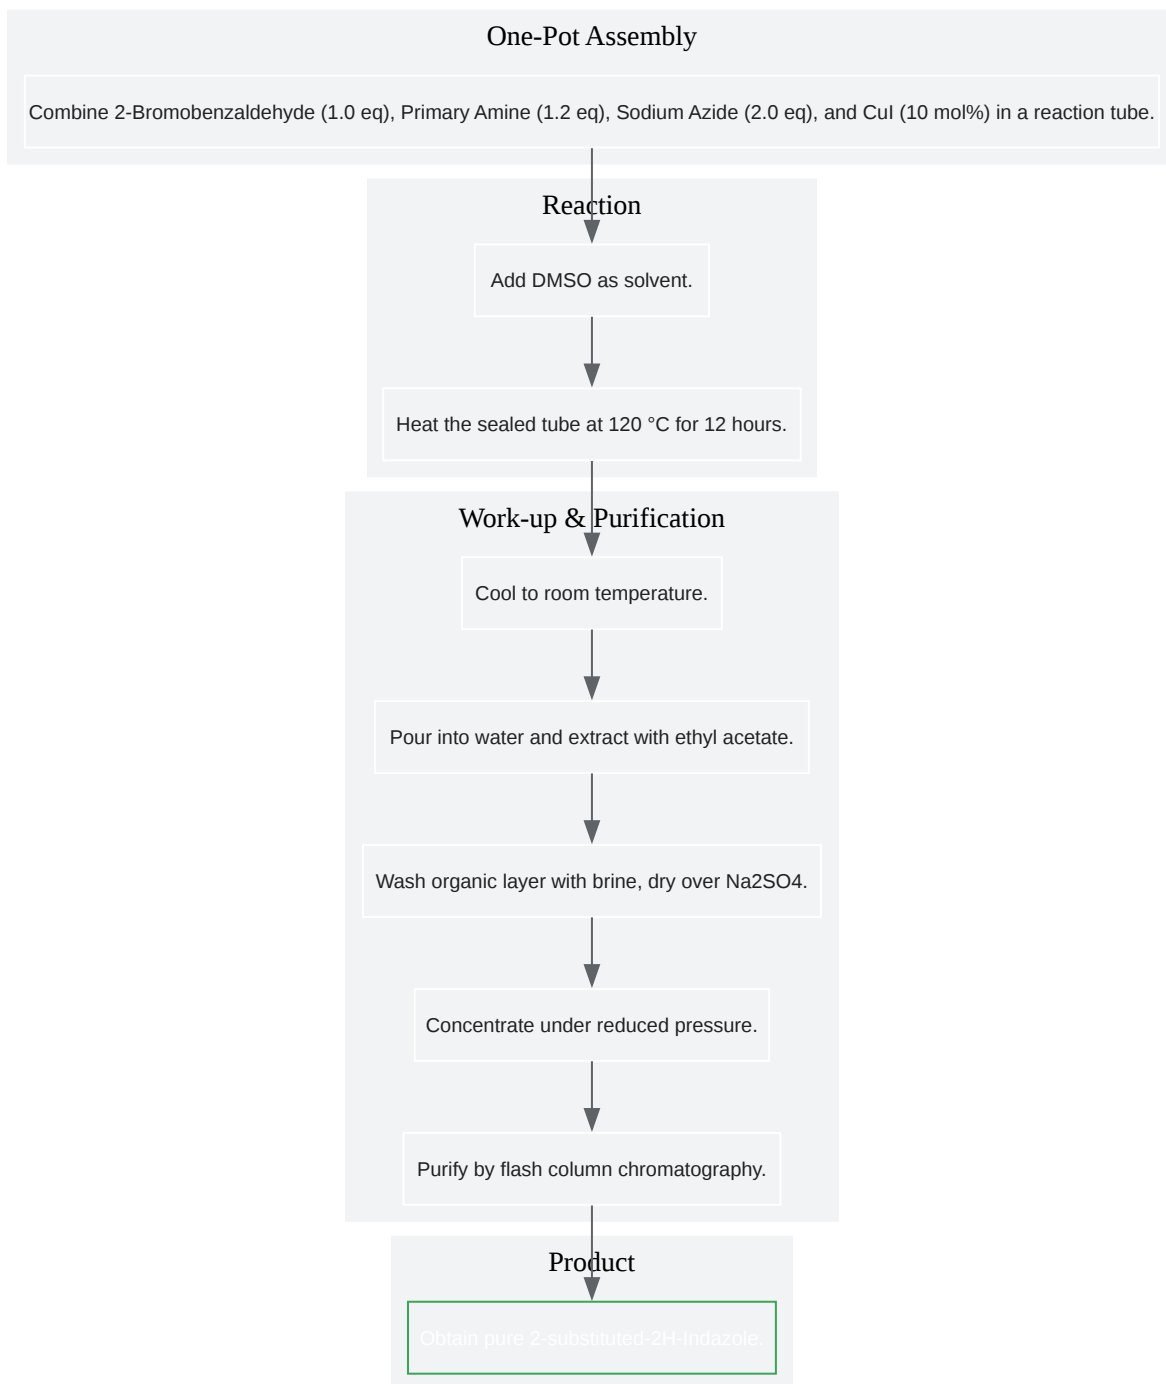 One-Pot Assembly
Combine 2-Bromobenzaldehyde (1.0 eq), Primary Amine (1.2 eq), Sodium Azide (2.0 eq), and CuI (10 mol%) in a reaction tube.
Reaction
Add DMSO as solvent.
Heat the sealed tube at 120 °C for 12 hours.
Work-up & Purification
Cool to room temperature.
Pour into water and extract with ethyl acetate.
Wash organic layer with brine, dry over Na2SO4.
Concentrate under reduced pressure.
Purify by flash column chromatography.
Product
Obtain pure 2-substituted-2H-Indazole.